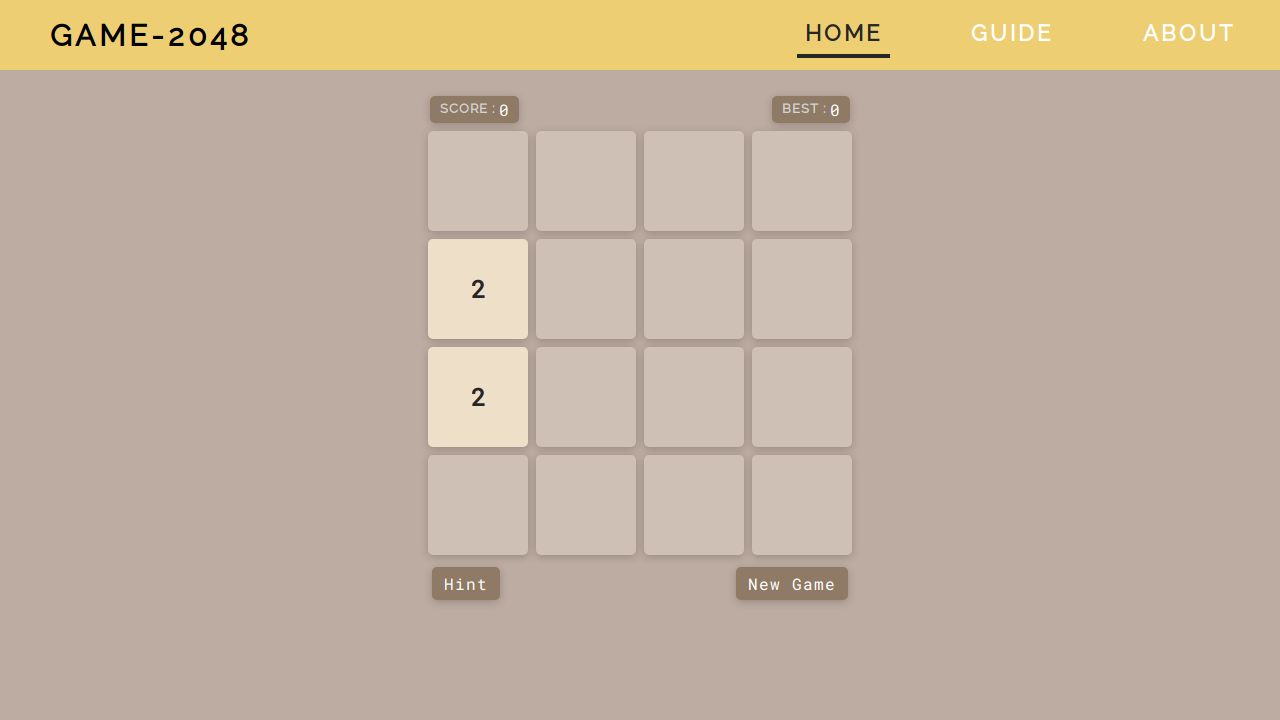 GAME-2048
HOME GUIDE ABOUT
SCORE : 0 BEST : 0
2
2
Hint New Game